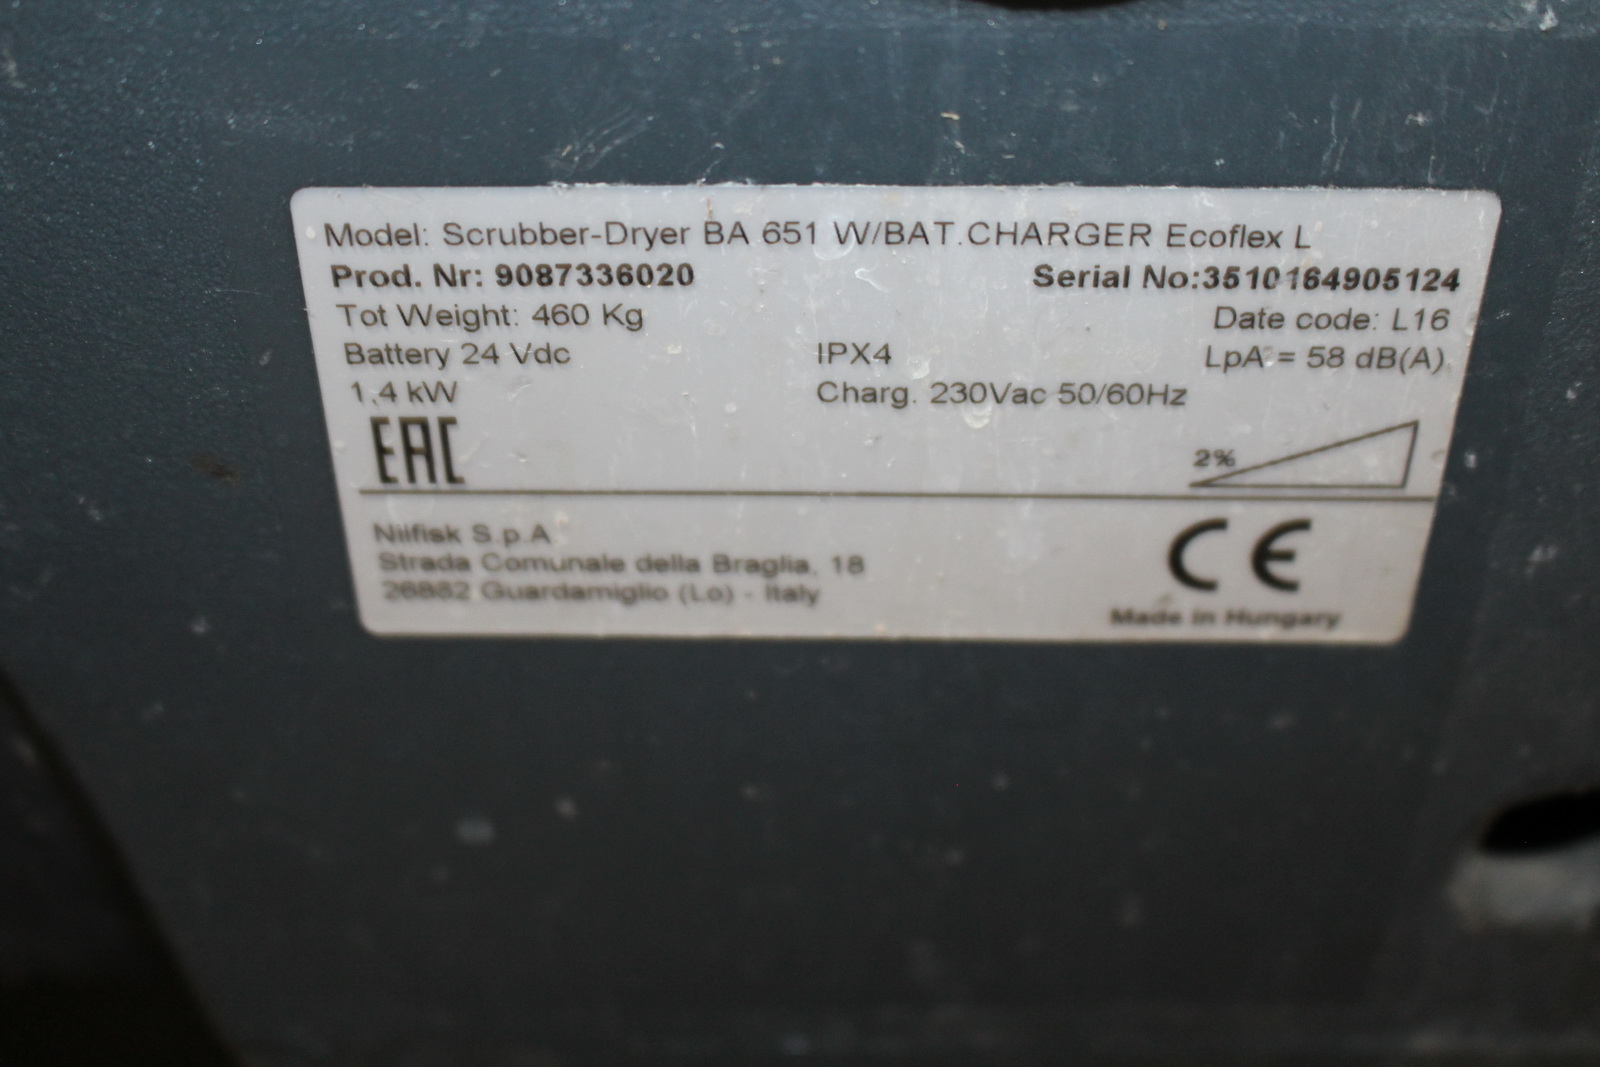 Model: Scrubber-Dryer BA 651 W/BAT.CHARGER Ecoflex L
Prod. Nr: 9087336020 Serial No:3510164905124
Tot Weight: 460 Kg Date code: L16
Battery 24 Vdc IPX4 LpA = 58 dB(A)
1,4 kW Charg. 230Vac 50/60Hz
EAC
2%
Nilfisk S.p.A
Strada Comunale della Braglia, 18
26862 Guardamiglio (Lo) - Italy
CE
Made in Hungary